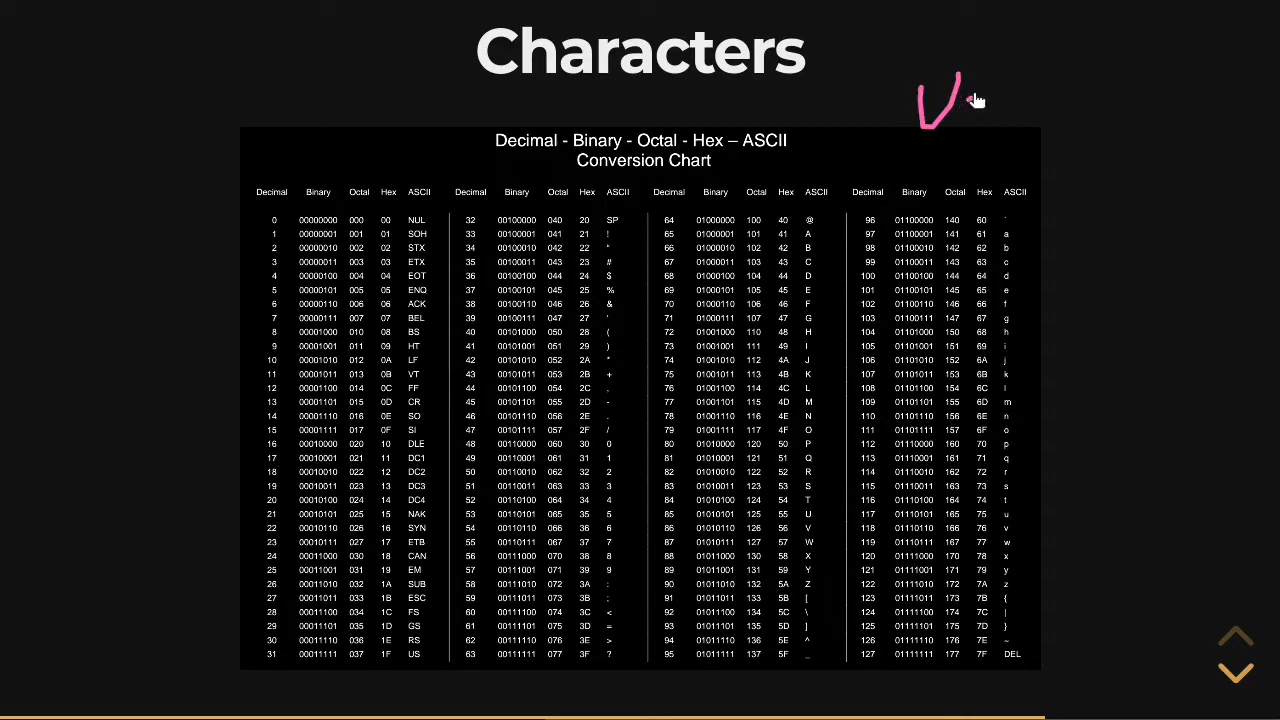 Characters
Decimal - Binary - Octal - Hex – ASCII
Conversion Chart
Decimal Binary Octal Hex ASCII Decimal Binary Octal Hex ASCII Decimal Binary Octal Hex ASCII Decimal Binary Octal Hex ASCII
0 00000000 000 00 NUL 32 00100000 040 20 SP 64 01000000 100 40 @ 96 01100000 140 60 `
1 00000001 001 01 SOH 33 00100001 041 21 ! 65 01000001 101 41 A 97 01100001 141 61 a
2 00000010 002 02 STX 34 00100010 042 22 “ 66 01000010 102 42 B 98 01100010 142 62 b
3 00000011 003 03 ETX 35 00100011 043 23 # 67 01000011 103 43 C 99 01100011 143 63 c
4 00000100 004 04 EOT 36 00100100 044 24 $ 68 01000100 104 44 D 100 01100100 144 64 d
5 00000101 005 05 ENQ 37 00100101 045 25 % 69 01000101 105 45 E 101 01100101 145 65 e
6 00000110 006 06 ACK 38 00100110 046 26 & 70 01000110 106 46 F 102 01100110 146 66 f
7 00000111 007 07 BEL 39 00100111 047 27 ' 71 01000111 107 47 G 103 01100111 147 67 g
8 00001000 010 08 BS 40 00101000 050 28 ( 72 01001000 110 48 H 104 01101000 150 68 h
9 00001001 011 09 HT 41 00101001 051 29 ) 73 01001001 111 49 I 105 01101001 151 69 i
10 00001010 012 0A LF 42 00101010 052 2A * 74 01001010 112 4A J 106 01101010 152 6A j
11 00001011 013 0B VT 43 00101011 053 2B + 75 01001011 113 4B K 107 01101011 153 6B k
12 00001100 014 0C FF 44 00101100 054 2C , 76 01001100 114 4C L 108 01101100 154 6C l
13 00001101 015 0D CR 45 00101101 055 2D - 77 01001101 115 4D M 109 01101101 155 6D m
14 00001110 016 0E SO 46 00101110 056 2E . 78 01001110 116 4E N 110 01101110 156 6E n
15 00001111 017 0F SI 47 00101111 057 2F / 79 01001111 117 4F O 111 01101111 157 6F o
16 00010000 020 10 DLE 48 00110000 060 30 0 80 01010000 120 50 P 112 01110000 160 70 p
17 00010001 021 11 DC1 49 00110001 061 31 1 81 01010001 121 51 Q 113 01110001 161 71 q
18 00010010 022 12 DC2 50 00110010 062 32 2 82 01010010 122 52 R 114 01110010 162 72 r
19 00010011 023 13 DC3 51 00110011 063 33 3 83 01010011 123 53 S 115 01110011 163 73 s
20 00010100 024 14 DC4 52 00110100 064 34 4 84 01010100 124 54 T 116 01110100 164 74 t
21 00010101 025 15 NAK 53 00110101 065 35 5 85 01010101 125 55 U 117 01110101 165 75 u
22 00010110 026 16 SYN 54 00110110 066 36 6 86 01010110 126 56 V 118 01110110 166 76 v
23 00010111 027 17 ETB 55 00110111 067 37 7 87 01010111 127 57 W 119 01110111 167 77 w
24 00011000 030 18 CAN 56 00111000 070 38 8 88 01011000 130 58 X 120 01111000 170 78 x
25 00011001 031 19 EM 57 00111001 071 39 9 89 01011001 131 59 Y 121 01111001 171 79 y
26 00011010 032 1A SUB 58 00111010 072 3A : 90 01011010 132 5A Z 122 01111010 172 7A z
27 00011011 033 1B ESC 59 00111011 073 3B ; 91 01011011 133 5B [ 123 01111011 173 7B {
28 00011100 034 1C FS 60 00111100 074 3C < 92 01011100 134 5C \ 124 01111100 174 7C |
29 00011101 035 1D GS 61 00111101 075 3D = 93 01011101 135 5D ] 125 01111101 175 7D }
30 00011110 036 1E RS 62 00111110 076 3E > 94 01011110 136 5E ^ 126 01111110 176 7E ~
31 00011111 037 1F US 63 00111111 077 3F ? 95 01011111 137 5F _ 127 01111111 177 7F DEL